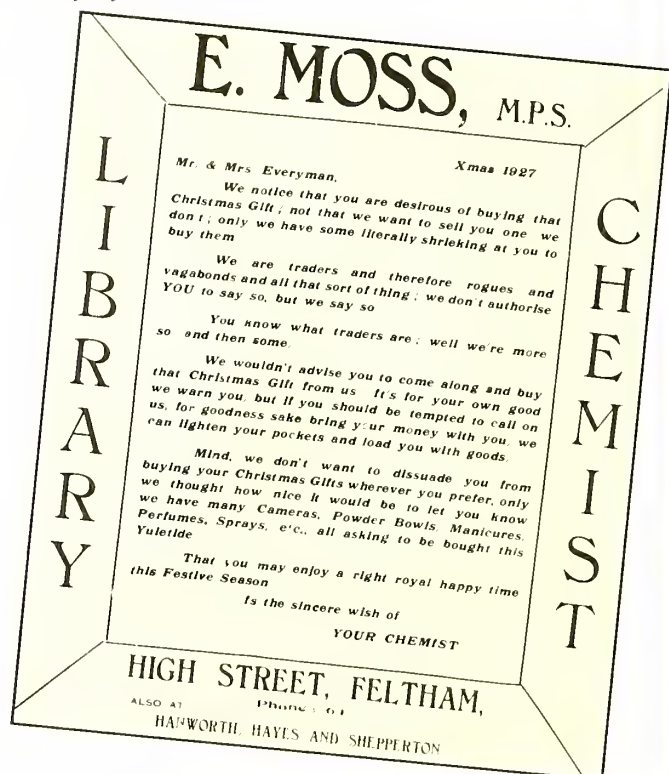 E. MOSS, M.P.S.
LIBRARY
CHEMIST
Xmas 1927
Mr. & Mrs Everyman,
We notice that you are desirous of buying that
Christmas Gift; not that we want to sell you one we
don t; only we have some literally shrieking at you to
buy them
We are traders and therefore rogues and
vagabonds and all that sort of thing; we don't authorise
YOU to say so, but we say so
You know what traders are; well we're more
so and then some.
We wouldn't advise you to come along and buy
that Christmas Gift from us It's for your own good
we warn you, but if you should be tempted to call on
us, for goodness sake bring your money with you, we
can lighten your pockets and load you with goods.
Mind, we don't want to dissuade you from
buying your Christmas Gifts wherever you prefer, only
we thought how nice it would be to let you know
we have many Cameras, Powder Bowls, Manicures,
Perfumes, Sprays, etc., all asking to be bought this
Yuletide
That you may enjoy a right royal happy time
this Festive Season
Is the sincere wish of
YOUR CHEMIST
HIGH STREET, FELTHAM,
ALSO AT Phone:
HANWORTH, HAYES AND SHEPPERTON